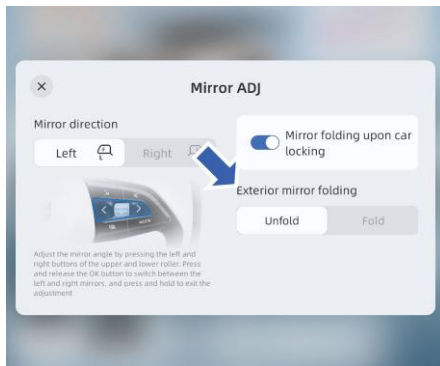 Mirror ADJ
Mirror direction
Left
Right
Adjust the mirror angle by pressing the left and
right buttons of the upper and lower roller. Press
and release the OK button to switch between the
left and right mirrors, and press and hold to exit the
adjustment
Mirror folding upon car
locking
Exterior mirror folding
Unfold
Fold